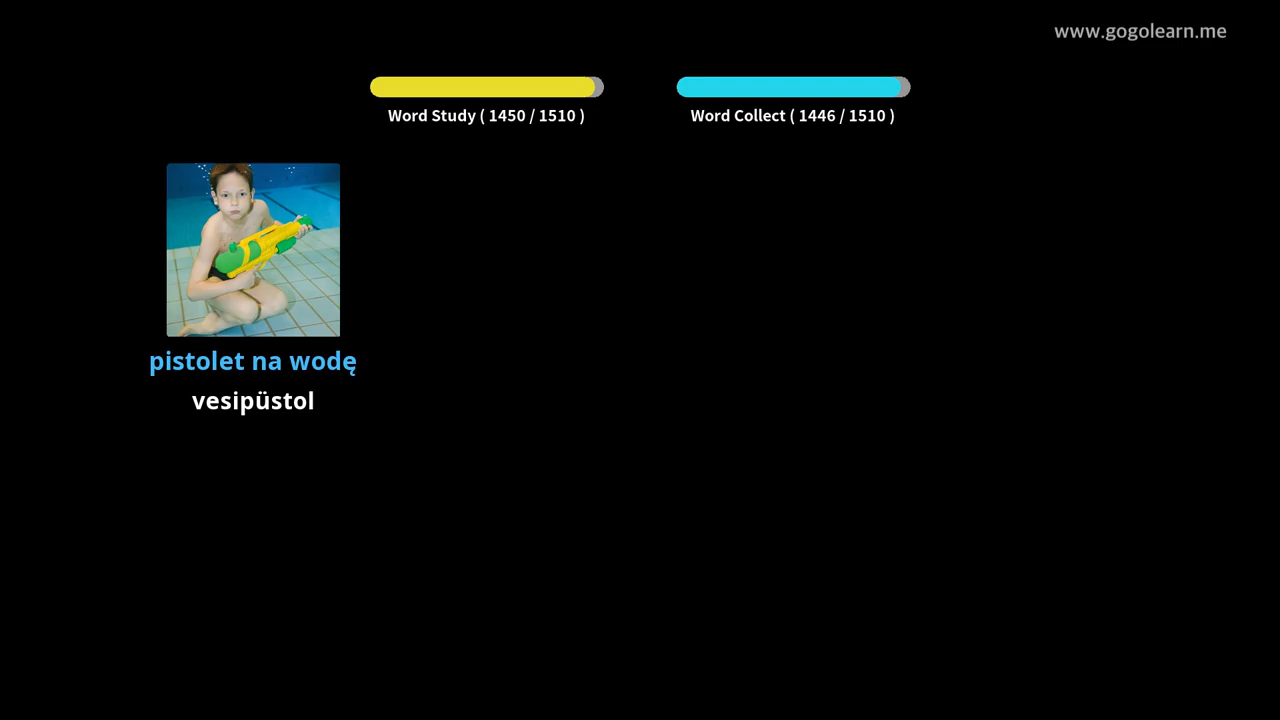 www.gogolearn.me
Word Study ( 1450 / 1510 )
Word Collect ( 1446 / 1510 )
pistolet na wodę
vesipüstol